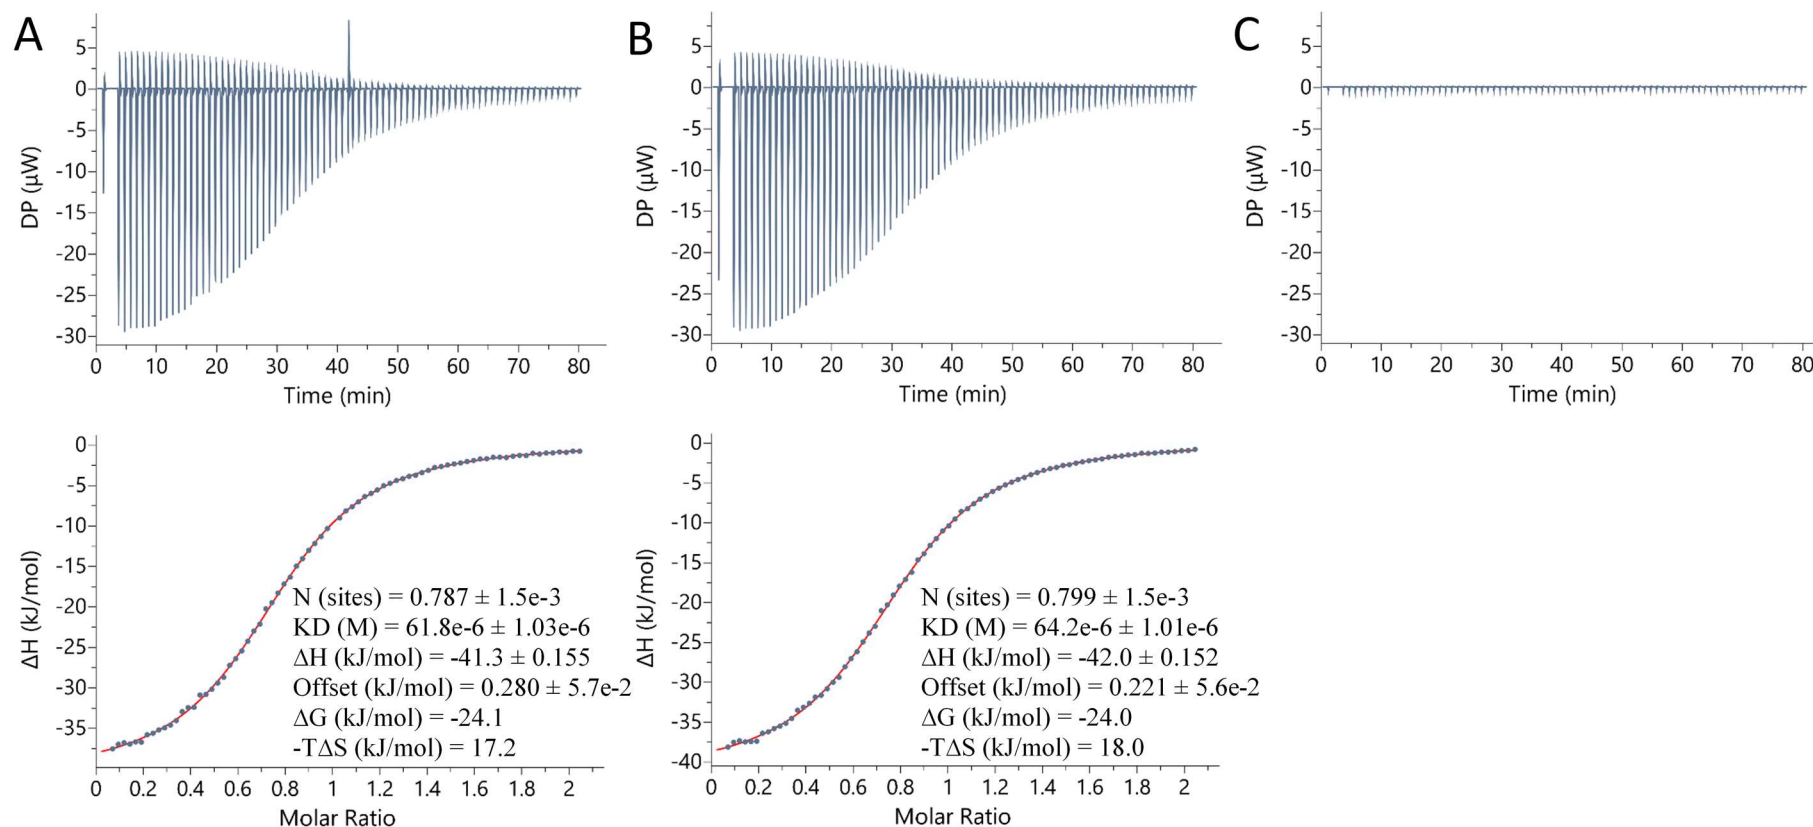 A
5
0
-5
-10
-15
-20
-25
-30
DP (µW)
0 10 20 30 40 50 60 70 80
Time (min)
B
5
0
-5
-10
-15
-20
-25
-30
DP (µW)
0 10 20 30 40 50 60 70 80
Time (min)
C
5
0
-5
-10
-15
-20
-25
-30
DP (µW)
0 10 20 30 40 50 60 70 80
Time (min)
0
-5
-10
-15
-20
-25
-30
-35
ΔH (kJ/mol)
N (sites) = 0.787 ± 1.5e-3
KD (M) = 61.8e-6 ± 1.03e-6
ΔH (kJ/mol) = -41.3 ± 0.155
Offset (kJ/mol) = 0.280 ± 5.7e-2
ΔG (kJ/mol) = -24.1
-TΔS (kJ/mol) = 17.2
0 0.2 0.4 0.6 0.8 1 1.2 1.4 1.6 1.8 2
Molar Ratio
0
-5
-10
-15
-20
-25
-30
-35
-40
ΔH (kJ/mol)
N (sites) = 0.799 ± 1.5e-3
KD (M) = 64.2e-6 ± 1.01e-6
ΔH (kJ/mol) = -42.0 ± 0.152
Offset (kJ/mol) = 0.221 ± 5.6e-2
ΔG (kJ/mol) = -24.0
-TΔS (kJ/mol) = 18.0
0 0.2 0.4 0.6 0.8 1 1.2 1.4 1.6 1.8 2
Molar Ratio